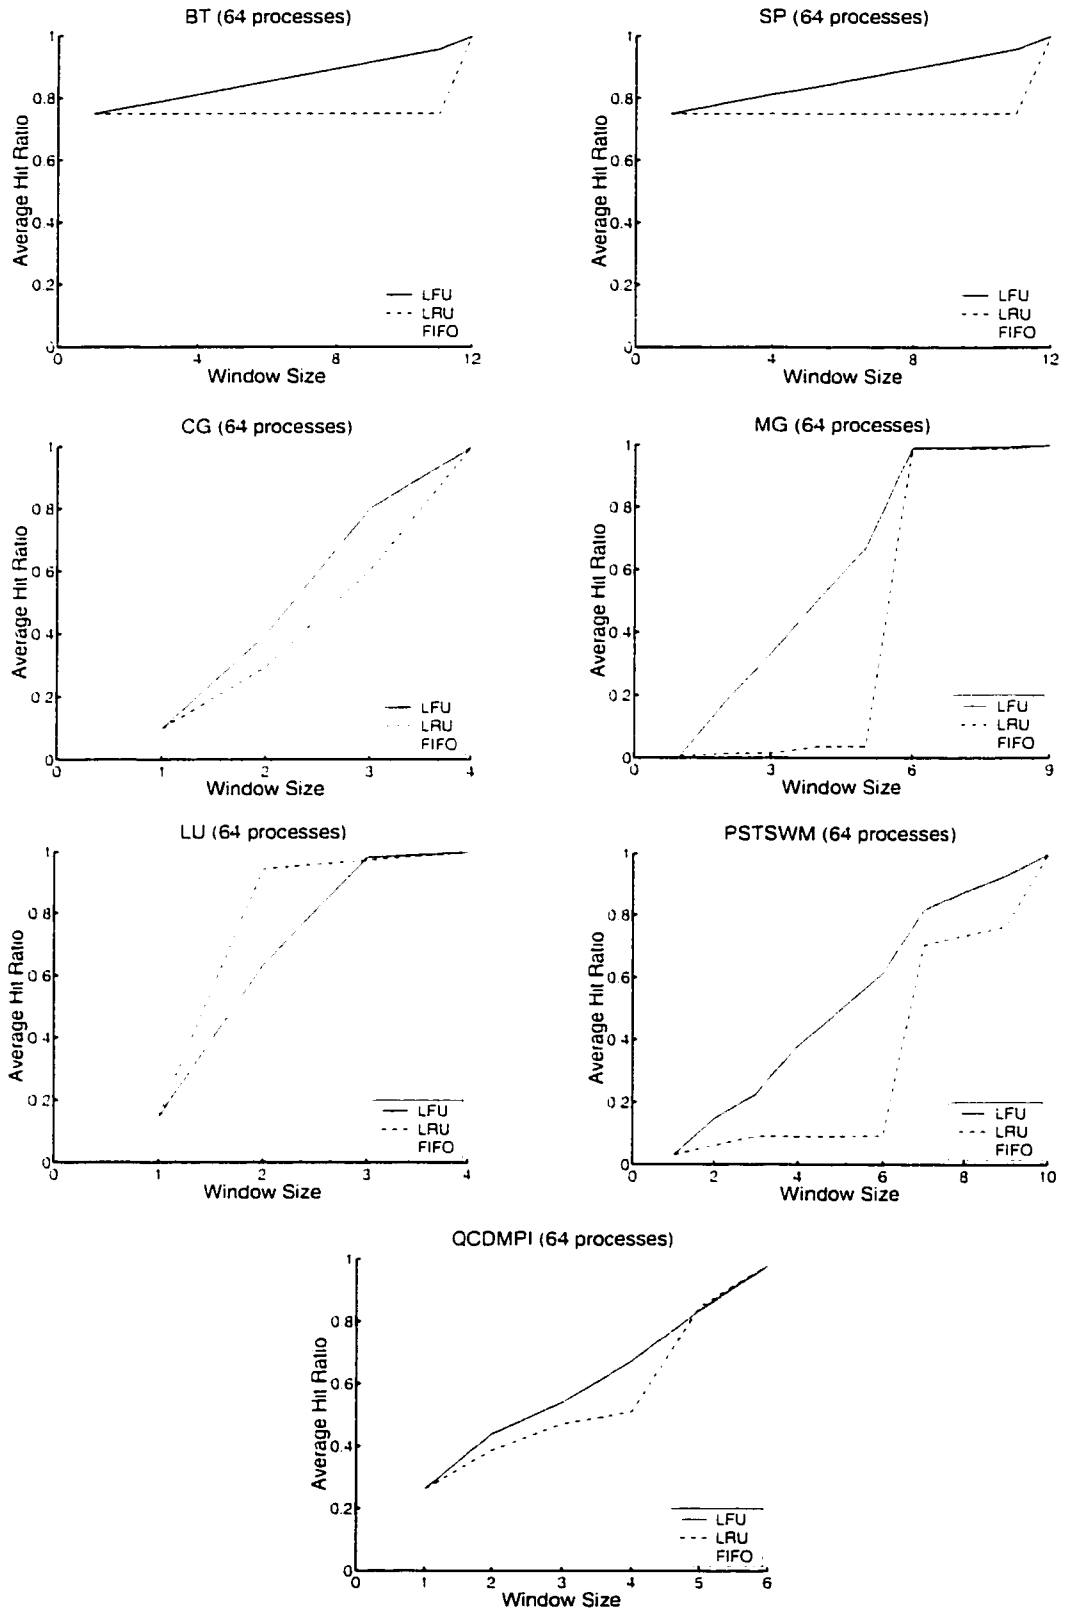 BT (64 processes)
Average Hit Ratio
1
0.8
0.6
0.4
0.2
0
0 4 8 12
Window Size
LFU
LRU
FIFO
SP (64 processes)
Average Hit Ratio
1
0.8
0.6
0.4
0.2
0
0 4 8 12
Window Size
LFU
LRU
FIFO
CG (64 processes)
Average Hit Ratio
1
0.8
0.6
0.4
0.2
0
0 1 2 3 4
Window Size
LFU
LRU
FIFO
MG (64 processes)
Average Hit Ratio
1
0.8
0.6
0.4
0.2
0
0 3 6 9
Window Size
LFU
LRU
FIFO
LU (64 processes)
Average Hit Ratio
1
0.8
0.6
0.4
0.2
0
0 1 2 3 4
Window Size
LFU
LRU
FIFO
PSTSWM (64 processes)
Average Hit Ratio
1
0.8
0.6
0.4
0.2
0
0 2 4 6 8 10
Window Size
LFU
LRU
FIFO
QCDMPI (64 processes)
Average Hit Ratio
1
0.8
0.6
0.4
0.2
0
0 1 2 3 4 5 6
Window Size
LFU
LRU
FIFO